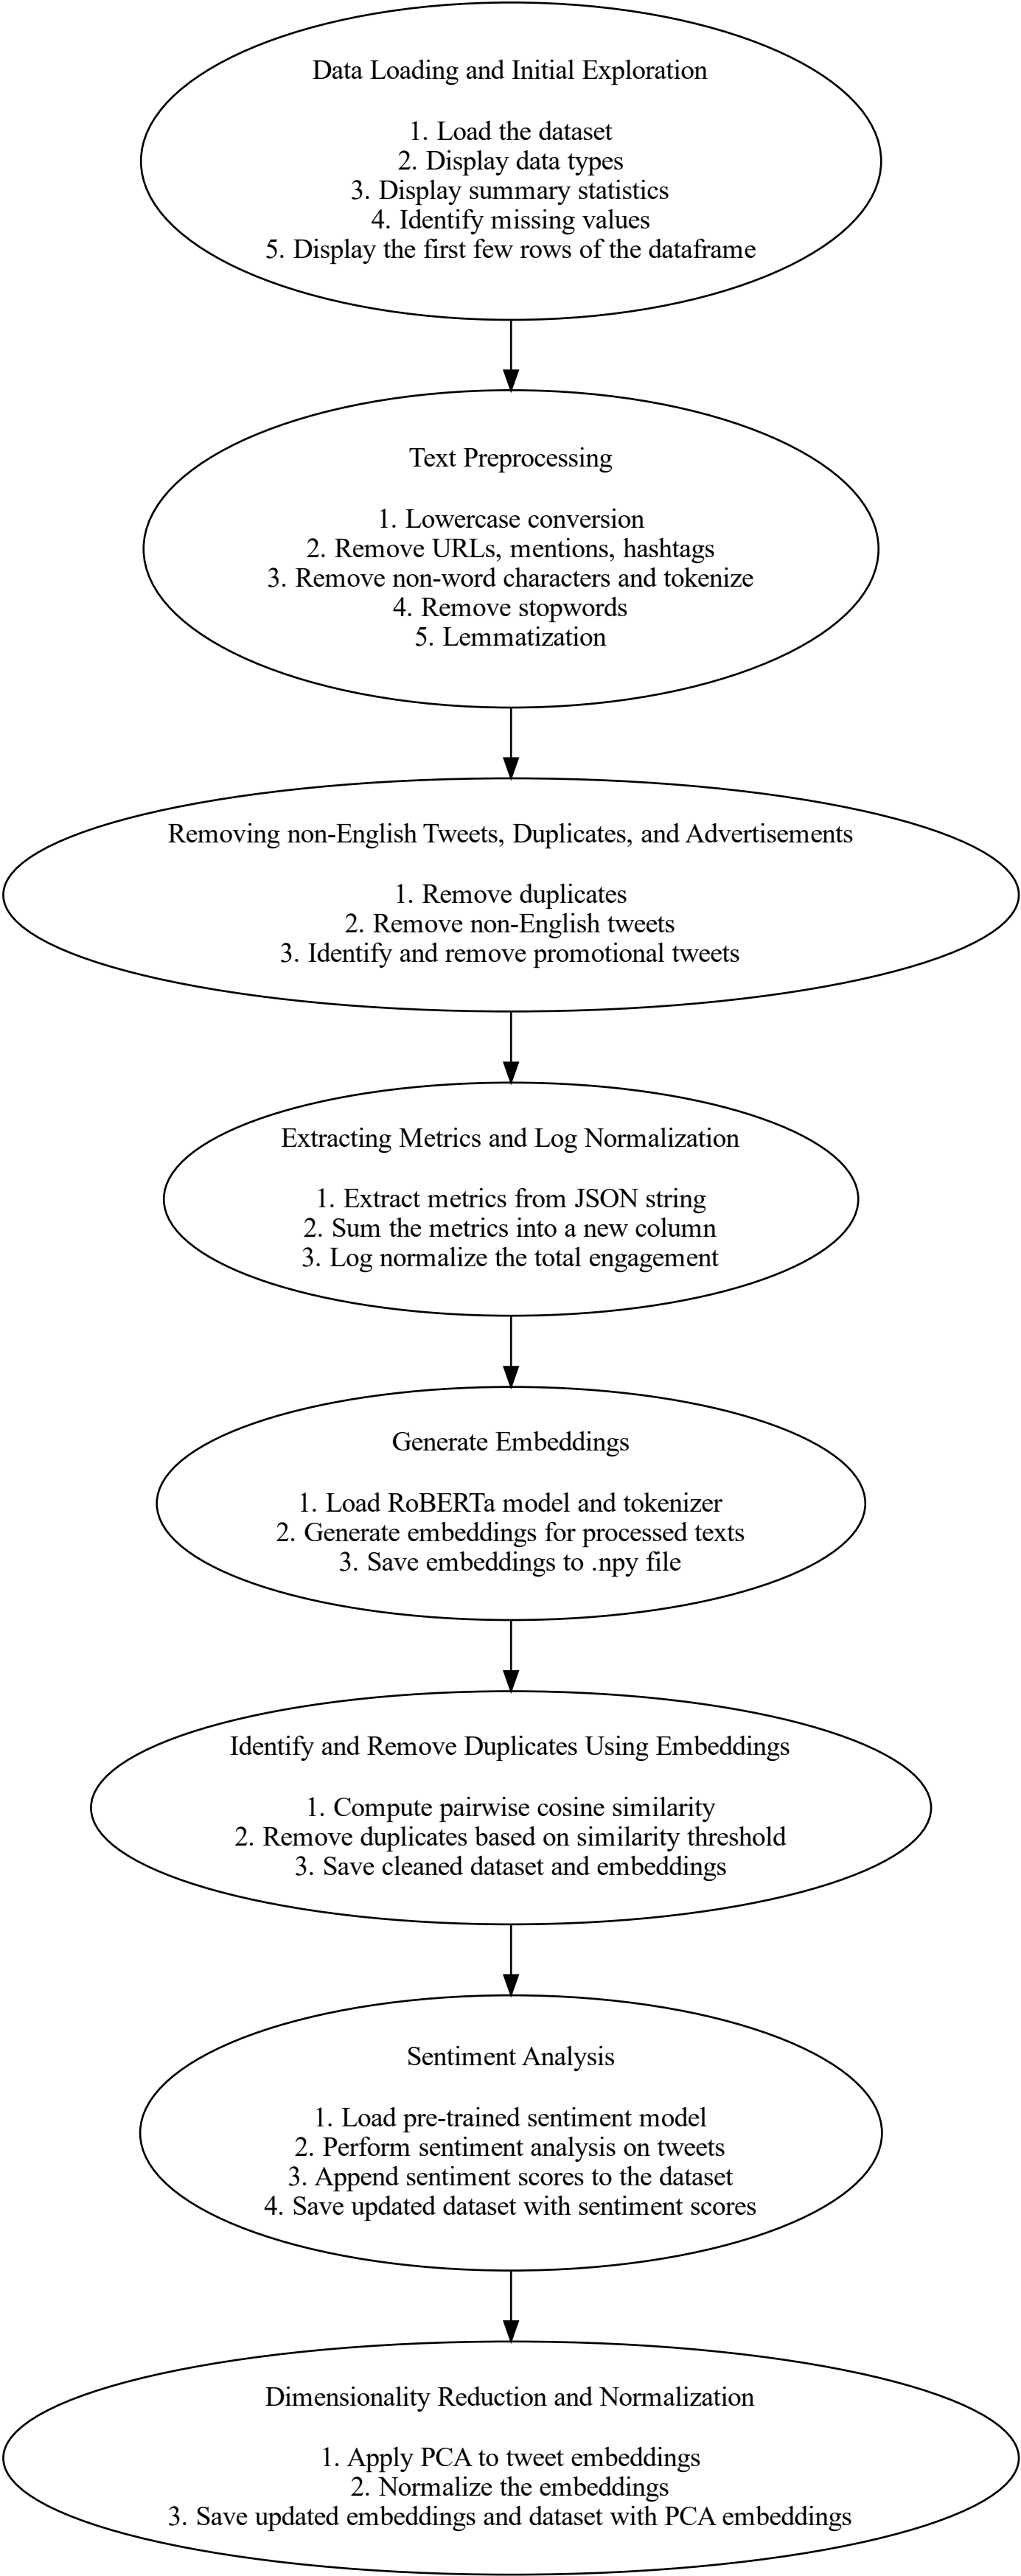 Data Loading and Initial Exploration
1. Load the dataset
2. Display data types
3. Display summary statistics
4. Identify missing values
5. Display the first few rows of the dataframe
Text Preprocessing
1. Lowercase conversion
2. Remove URLs, mentions, hashtags
3. Remove non-word characters and tokenize
4. Remove stopwords
5. Lemmatization
Removing non-English Tweets, Duplicates, and Advertisements
1. Remove duplicates
2. Remove non-English tweets
3. Identify and remove promotional tweets
Extracting Metrics and Log Normalization
1. Extract metrics from JSON string
2. Sum the metrics into a new column
3. Log normalize the total engagement
Generate Embeddings
1. Load RoBERTa model and tokenizer
2. Generate embeddings for processed texts
3. Save embeddings to .npy file
Identify and Remove Duplicates Using Embeddings
1. Compute pairwise cosine similarity
2. Remove duplicates based on similarity threshold
3. Save cleaned dataset and embeddings
Sentiment Analysis
1. Load pre-trained sentiment model
2. Perform sentiment analysis on tweets
3. Append sentiment scores to the dataset
4. Save updated dataset with sentiment scores
Dimensionality Reduction and Normalization
1. Apply PCA to tweet embeddings
2. Normalize the embeddings
3. Save updated embeddings and dataset with PCA embeddings